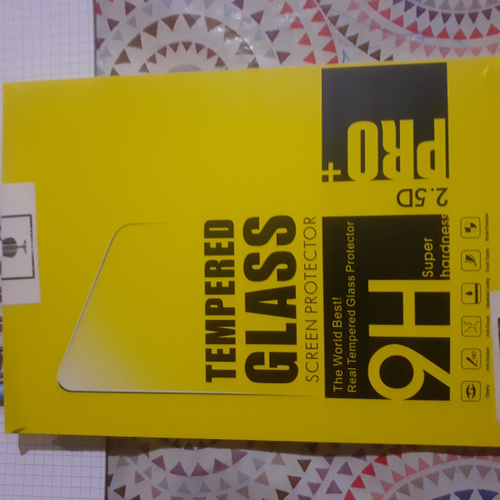 TEMPERED
GLASS
SCREEN PROTECTOR
The World Best!
Real Tempered Glass Protector
9H
Super
hardness
2.5D
PRO+